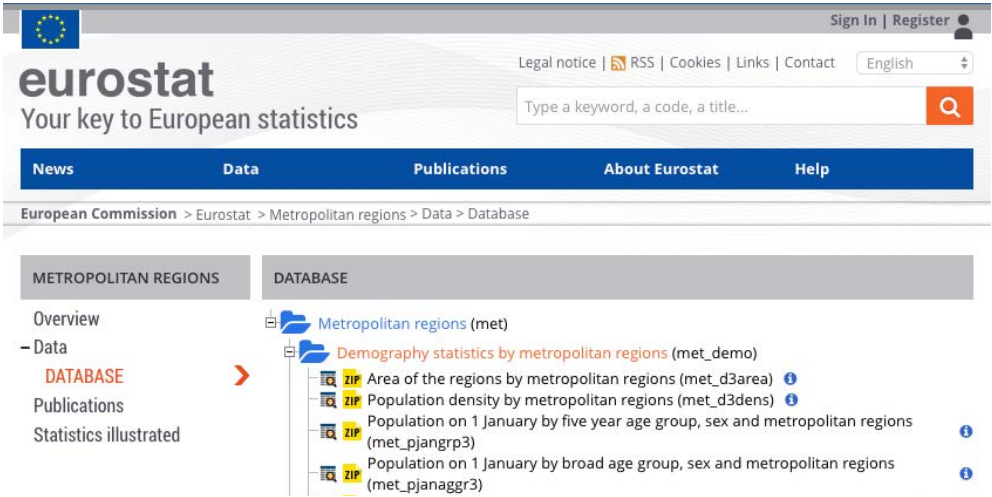 Sign In | Register
Legal notice | RSS | Cookies | Links | Contact English
eurostat
Your key to European statistics
Type a keyword, a code, a title...
News Data Publications About Eurostat Help
European Commission > Eurostat > Metropolitan regions > Data > Database
METROPOLITAN REGIONS
Overview
Data
DATABASE
Publications
Statistics illustrated
DATABASE
Metropolitan regions (met)
Demography statistics by metropolitan regions (met_demo)
ZIP Area of the regions by metropolitan regions (met_d3area)
ZIP Population density by metropolitan regions (met_d3dens)
ZIP Population on 1 January by five year age group, sex and metropolitan regions
(met_pjangrp3)
ZIP Population on 1 January by broad age group, sex and metropolitan regions
(met_pjanaggr3)